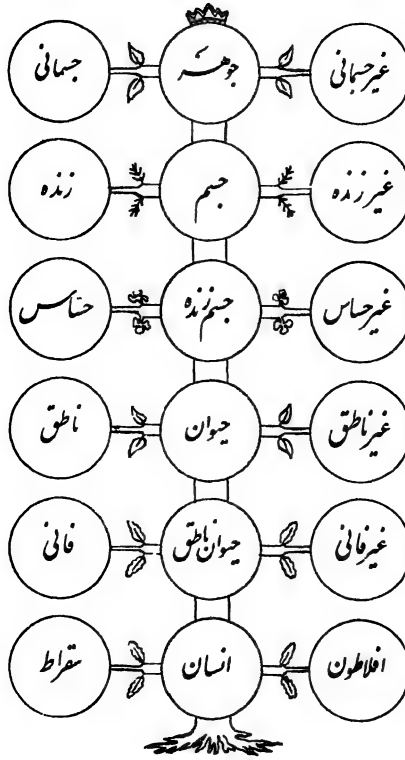 غیرجسمانی جوهر جسمانی
غیرزنده جسم زنده
غیرحساس جسم زنده حساس
غیرناطق حیوان ناطق
غیرفانی حیوان ناطق فانی
افلاطون انسان سقراط